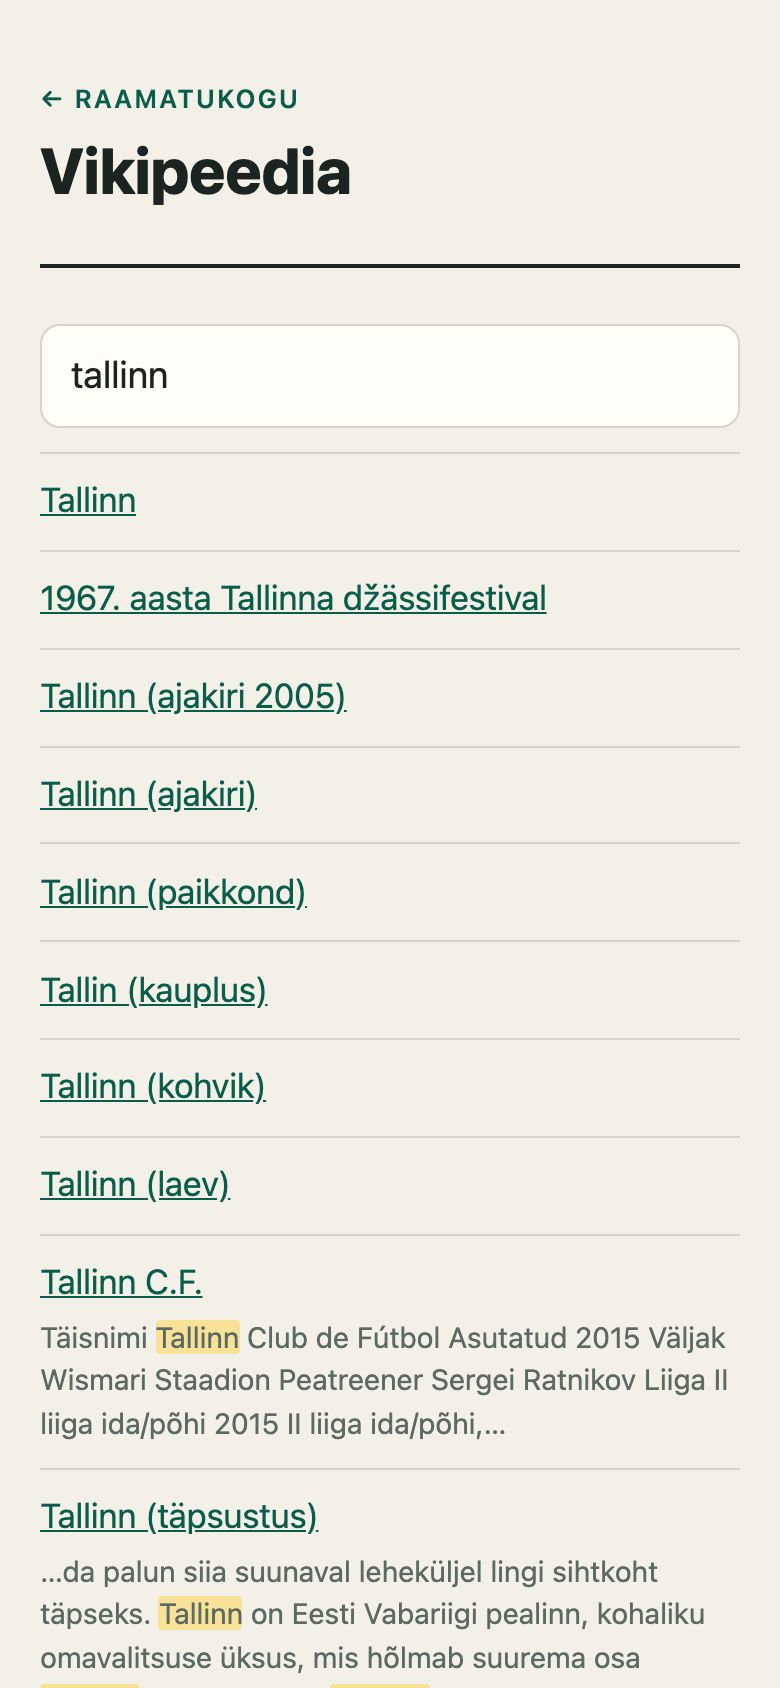 ← RAAMATUKOGU
Vikipeedia
tallinn
Tallinn
1967. aasta Tallinna džässifestival
Tallinn (ajakiri 2005)
Tallinn (ajakiri)
Tallinn (paikkond)
Tallin (kauplus)
Tallinn (kohvik)
Tallinn (laev)
Tallinn C.F.
Täisnimi Tallinn Club de Fútbol Asutatud 2015 Väljak
Wismari Staadion Peatreener Sergei Ratnikov Liiga II
liiga ida/põhi 2015 II liiga ida/põhi,...
Tallinn (täpsustus)
...da palun siia suunaval leheküljel lingi sihtkoht
täpseks. Tallinn on Eesti Vabariigi pealinn, kohaliku
omavalitsuse üksus, mis hõlmab suurema osa